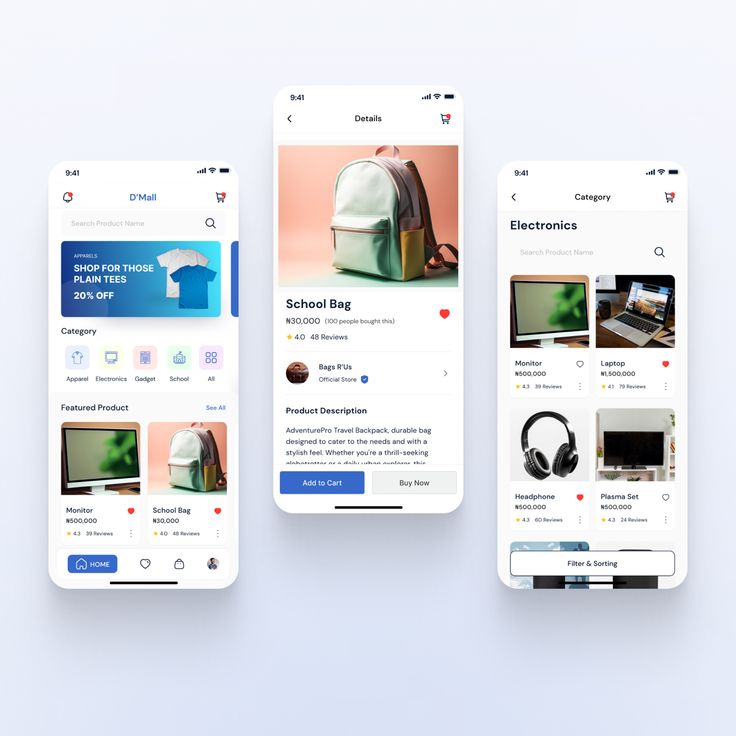 9:41
D'Mall
Search Product Name
APPARELS
SHOP FOR THOSE
PLAIN TEES
20% OFF
Category
Apparel
Electronics
Gadget
School
All
Featured Product
See All
Monitor
₦500,000
4.3 39 Reviews
School Bag
₦30,000
4.0 48 Reviews
HOME
9:41
Details
School Bag
₦30,000 (100 people bought this)
4.0 48 Reviews
Bags R'Us
Official Store
Product Description
AdventurePro Travel Backpack, durable bag
designed to cater to the needs and with a
stylish feel. Whether you're a thrill-seeking
globetrotter or a daily urban explorer, this
Add to Cart
Buy Now
9:41
Category
Electronics
Search Product Name
Monitor
₦500,000
4.3 39 Reviews
Laptop
₦1,500,000
4.1 79 Reviews
Headphone
₦500,000
4.3 60 Reviews
Plasma Set
₦500,000
4.3 24 Reviews
Filter & Sorting